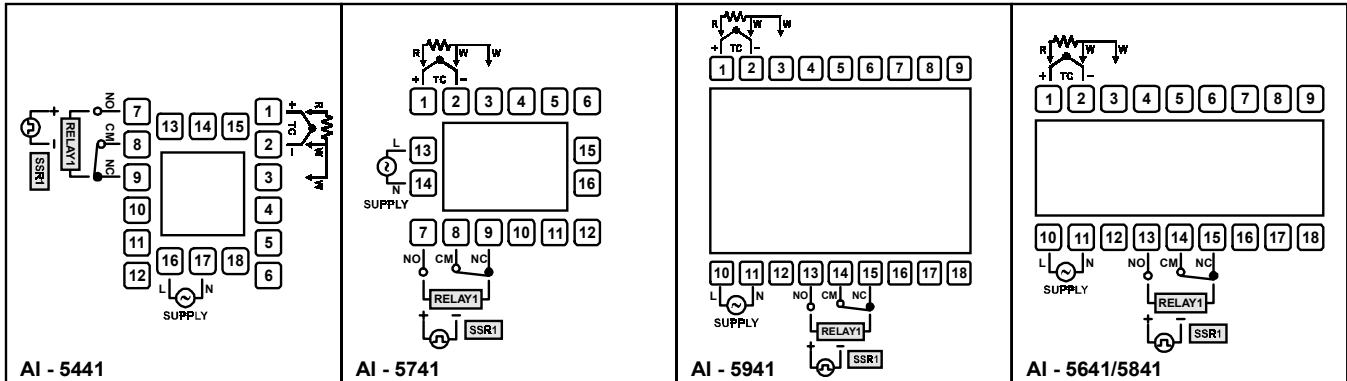 + NO 7
RELAY1 CM 8
SSR1 - NC 9
10
11
12
13 14 15
1 + R
TC
2 - W
3 W
4
5
6
16 17 18
L N
SUPPLY
AI - 5441
R W W
+ TC -
1 2 3 4 5 6
L 13
N 14
SUPPLY
15
16
7 8 9 10 11 12
NO CM NC
RELAY1
+ - SSR1
AI - 5741
R W W
+ TC -
1 2 3 4 5 6 7 8 9
10 11 12 13 14 15 16 17 18
L N NO CM NC
SUPPLY
RELAY1
+ - SSR1
AI - 5941
R W W
+ TC -
1 2 3 4 5 6 7 8 9
10 11 12 13 14 15 16 17 18
L N NO CM NC
SUPPLY
RELAY1
+ - SSR1
AI - 5641/5841